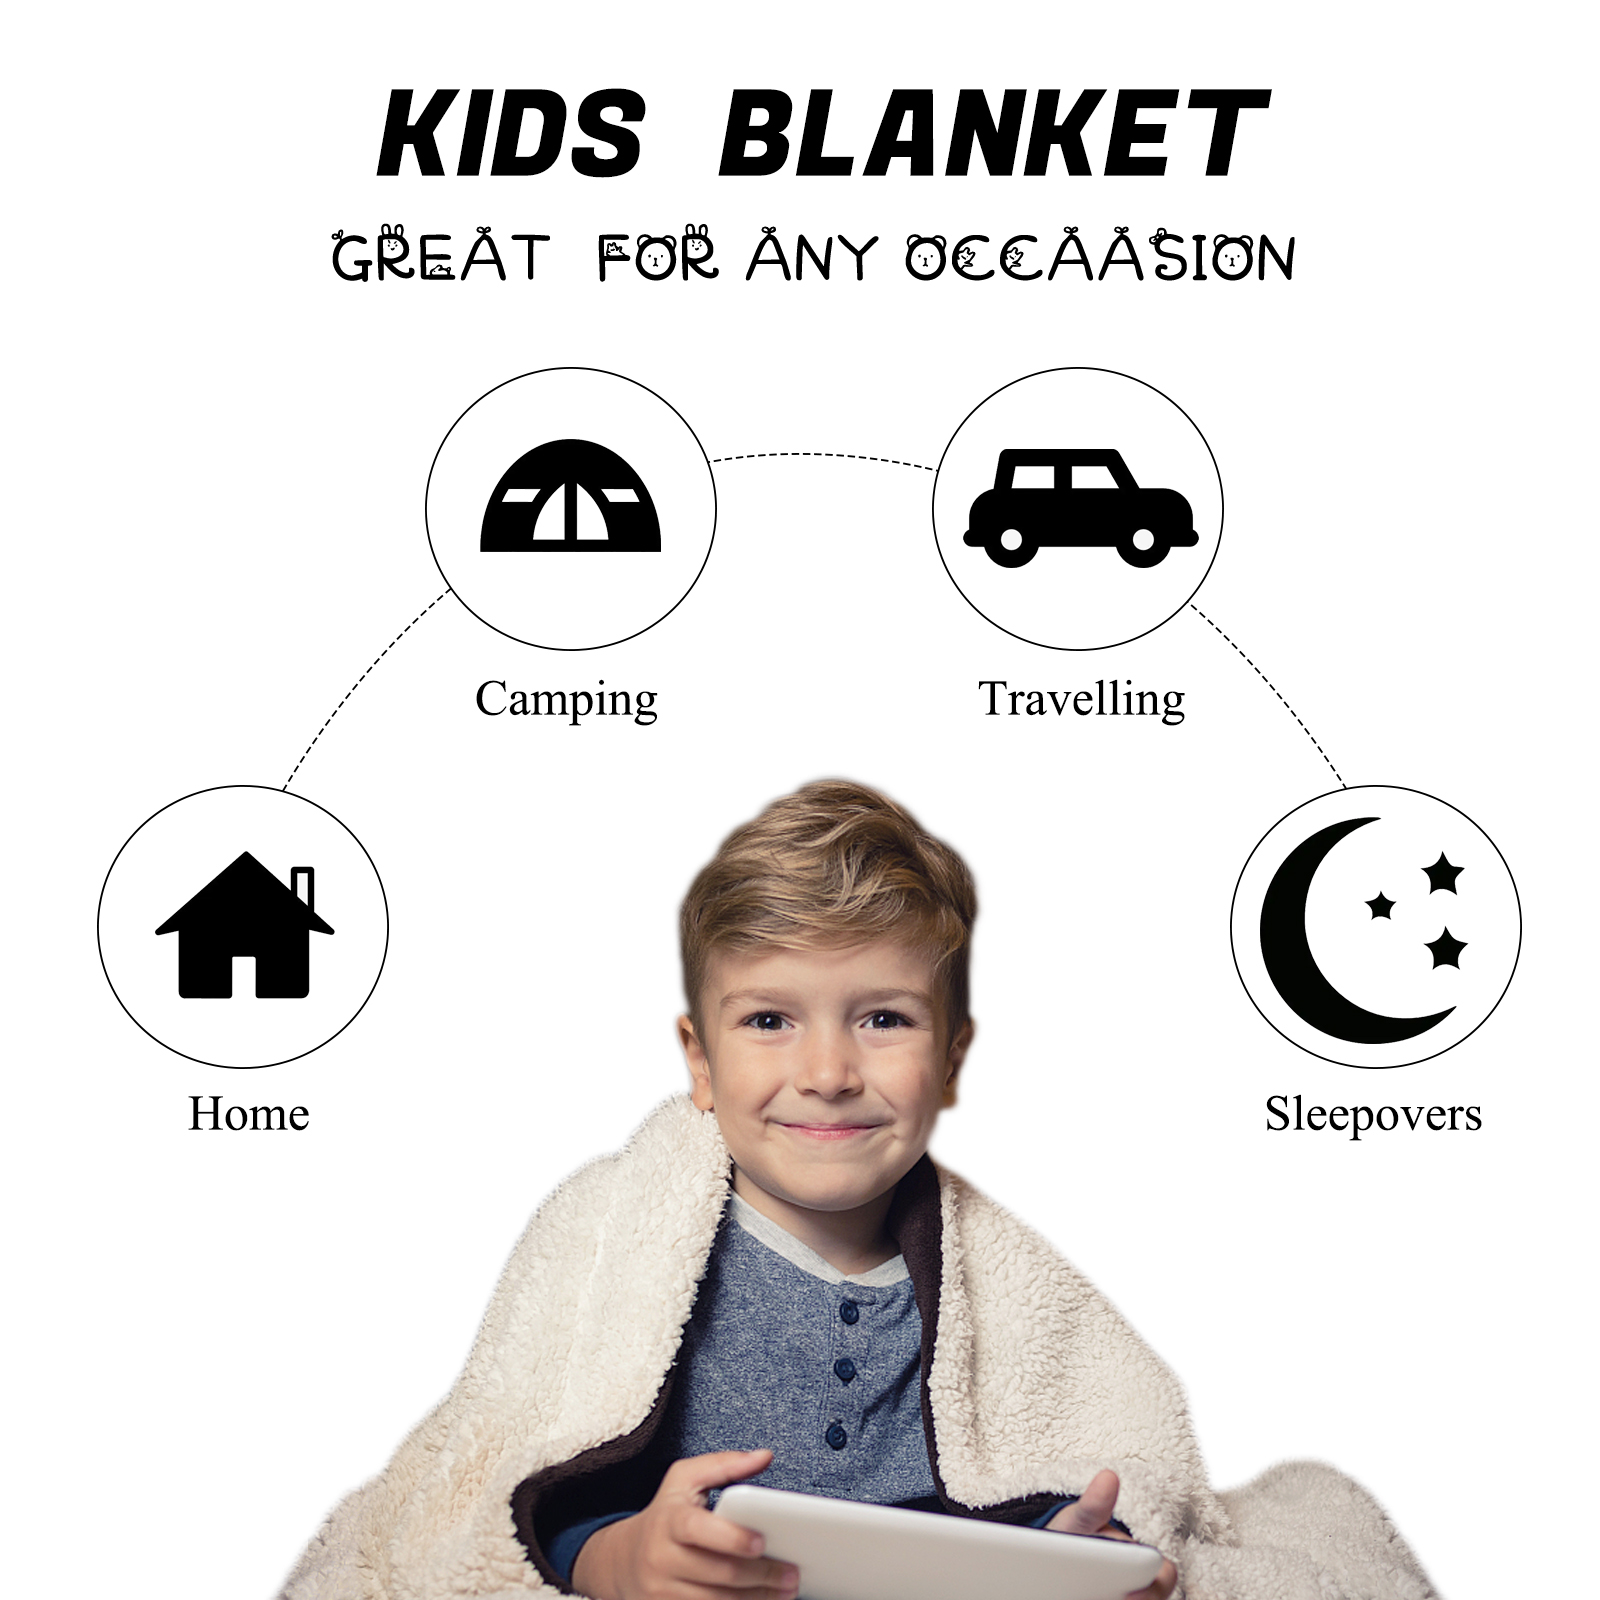 KIDS BLANKET
GREAT FOR ANY OCCAASION
Camping
Travelling
Home
Sleepovers